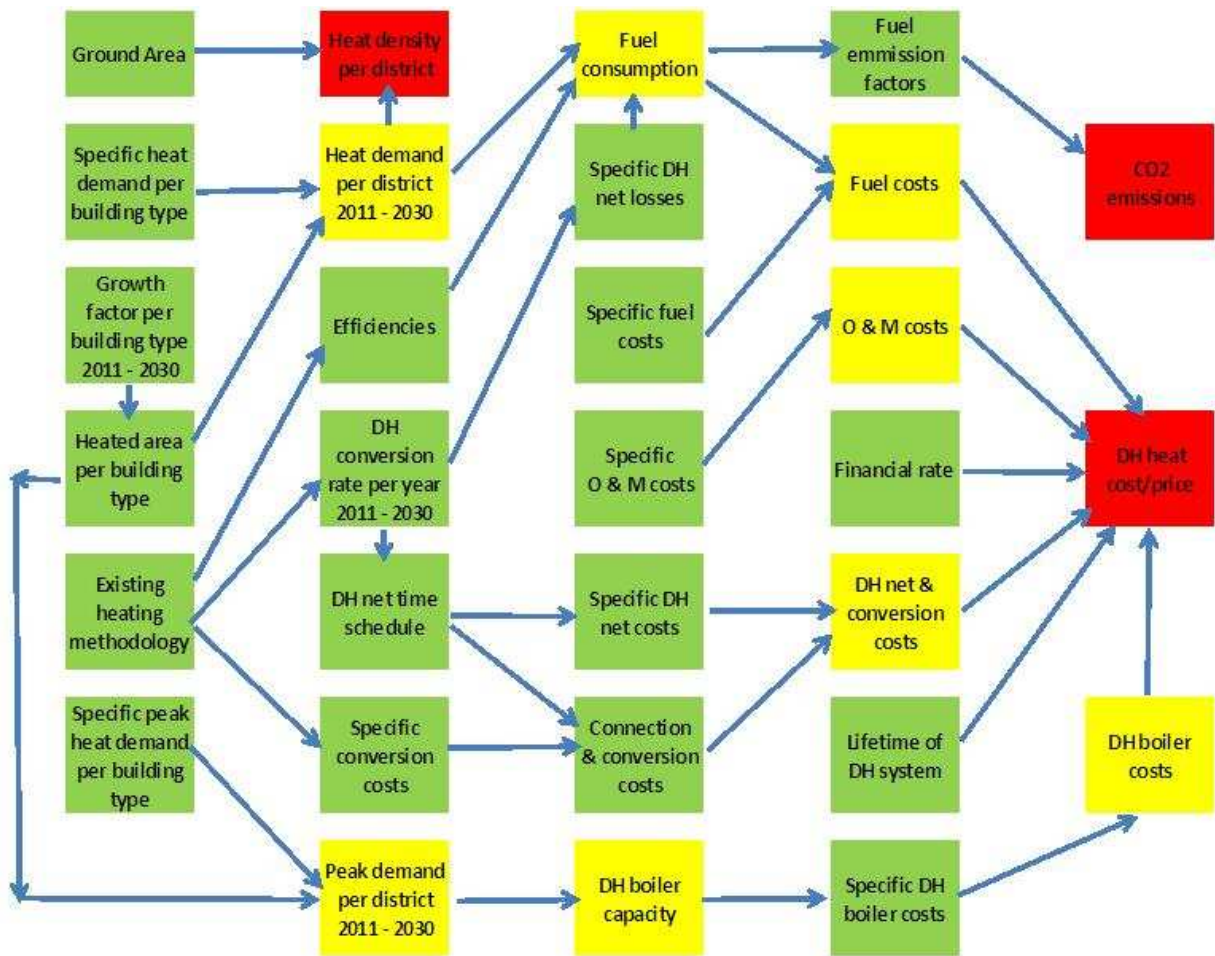 Ground Area
Heat density
per district
Fuel
consumption
Fuel
emmission
factors
Specific heat
demand per
building type
Heat demand
per district
2011 - 2030
Specific DH
net losses
Fuel costs
CO2
emissions
Growth
factor per
building type
2011 - 2030
Efficiencies
Specific fuel
costs
O & M costs
Heated area
per building
type
DH
conversion
rate per year
2011 - 2030
Specific
O & M costs
Financial rate
DH heat
cost/price
Existing
heating
methodology
DH net time
schedule
Specific DH
net costs
DH net &
conversion
costs
Specific peak
heat demand
per building
type
Specific
conversion
costs
Connection
& conversion
costs
Lifetime of
DH system
DH boiler
costs
Peak demand
per district
2011 - 2030
DH boiler
capacity
Specific DH
boiler costs